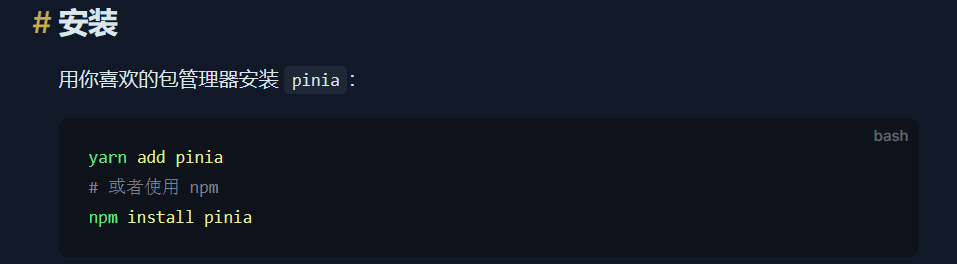 # 安装
用你喜欢的包管理器安装 pinia：
bash
yarn add pinia
# 或者使用 npm
npm install pinia